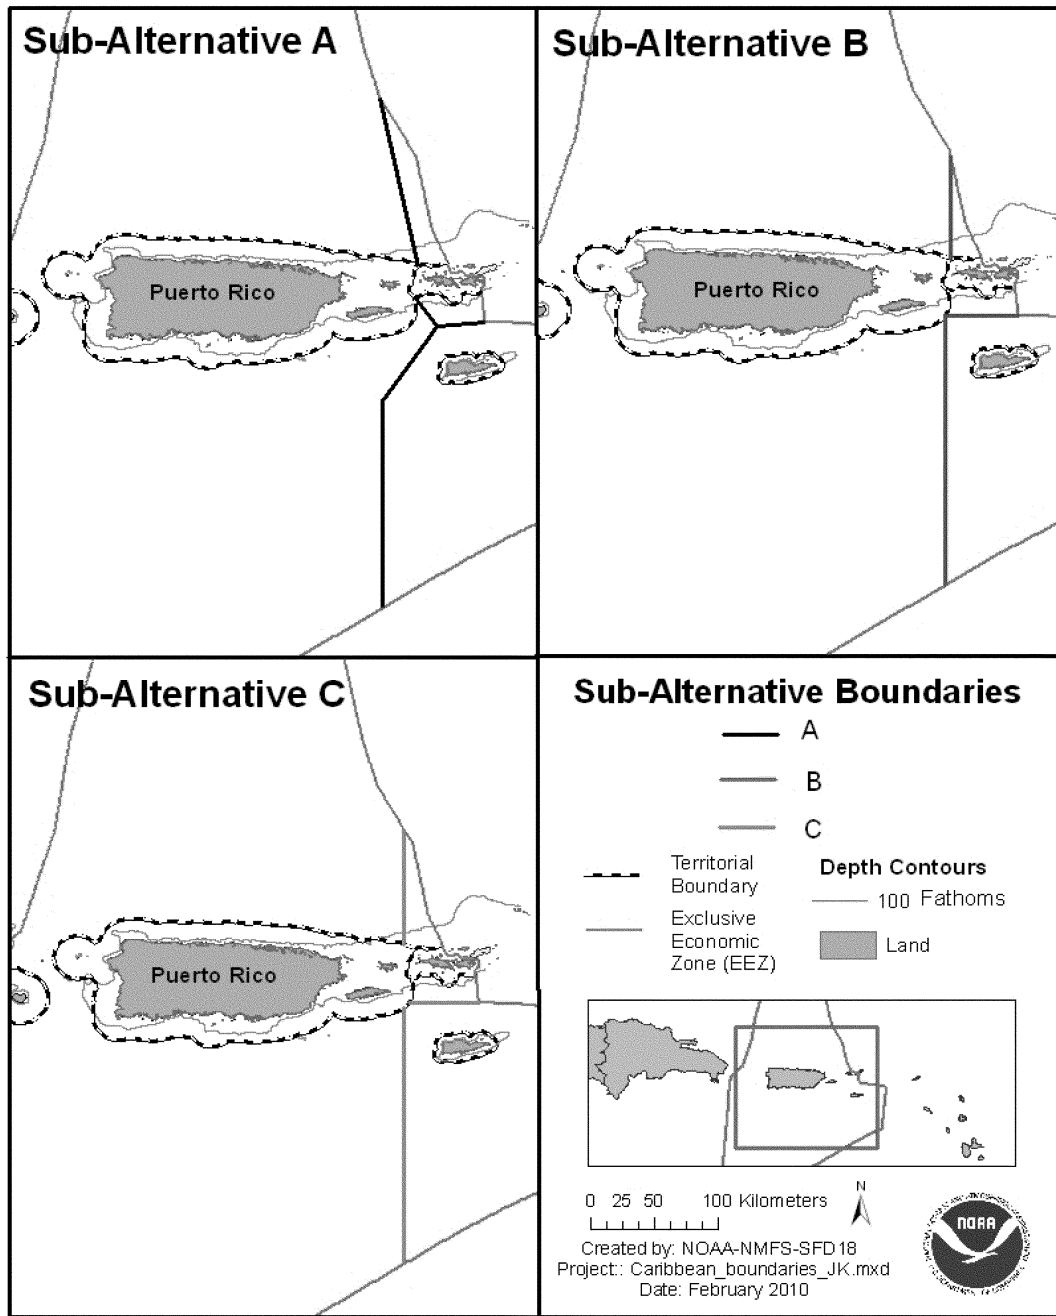 Sub-Alternative A
Puerto Rico
Sub-Alternative B
Puerto Rico
Sub-Alternative C
Puerto Rico
Sub-Alternative Boundaries
A
B
C
Territorial
Boundary
Exclusive
Economic
Zone (EEZ)
Depth Contours
100 Fathoms
Land
0 25 50 100 Kilometers
N
Created by: NOAA-NMFS-SFD18
Project:: Caribbean_boundaries_JK.mxd
Date: February 2010
NOAA